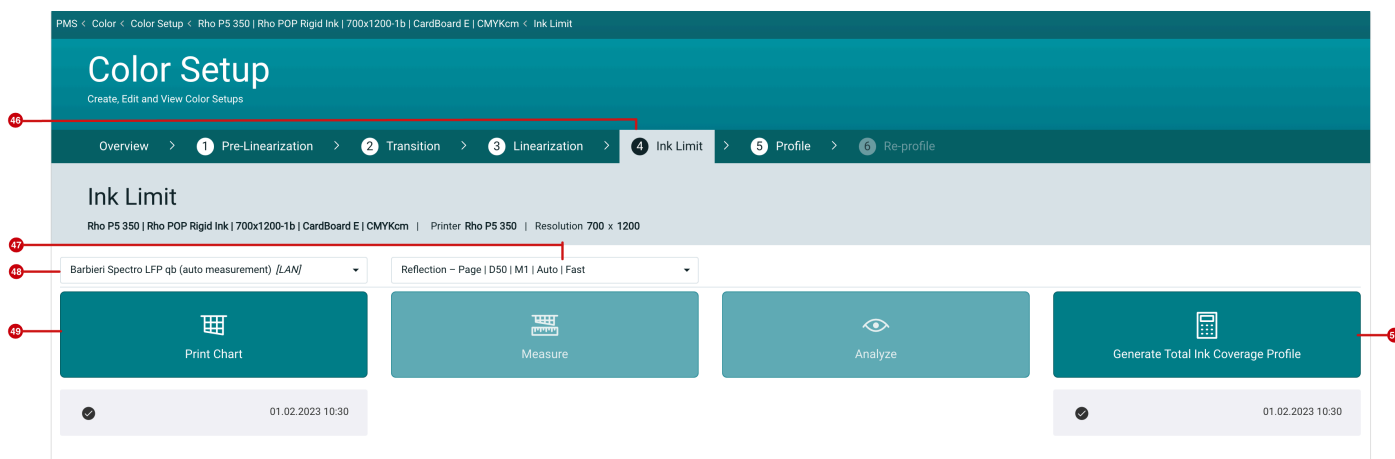 PMS < Color < Color Setup < Rho P5 350 | Rho POP Rigid Ink | 700x1200-1b | CardBoard E | CMYKcm < Ink Limit
Color Setup
Create, Edit and View Color Setups
46
Overview > 1 Pre-Linearization > 2 Transition > 3 Linearization > 4 Ink Limit > 5 Profile > 6 Re-profile
Ink Limit
Rho P5 350 | Rho POP Rigid Ink | 700x1200-1b | CardBoard E | CMYKcm | Printer Rho P5 350 | Resolution 700 x 1200
47
48 Barbieri Spectro LFP qb (auto measurement) [LAN] Reflection – Page | D50 | M1 | Auto | Fast
49 5
Print Chart Measure Analyze Generate Total Ink Coverage Profile
01.02.2023 10:30 01.02.2023 10:30